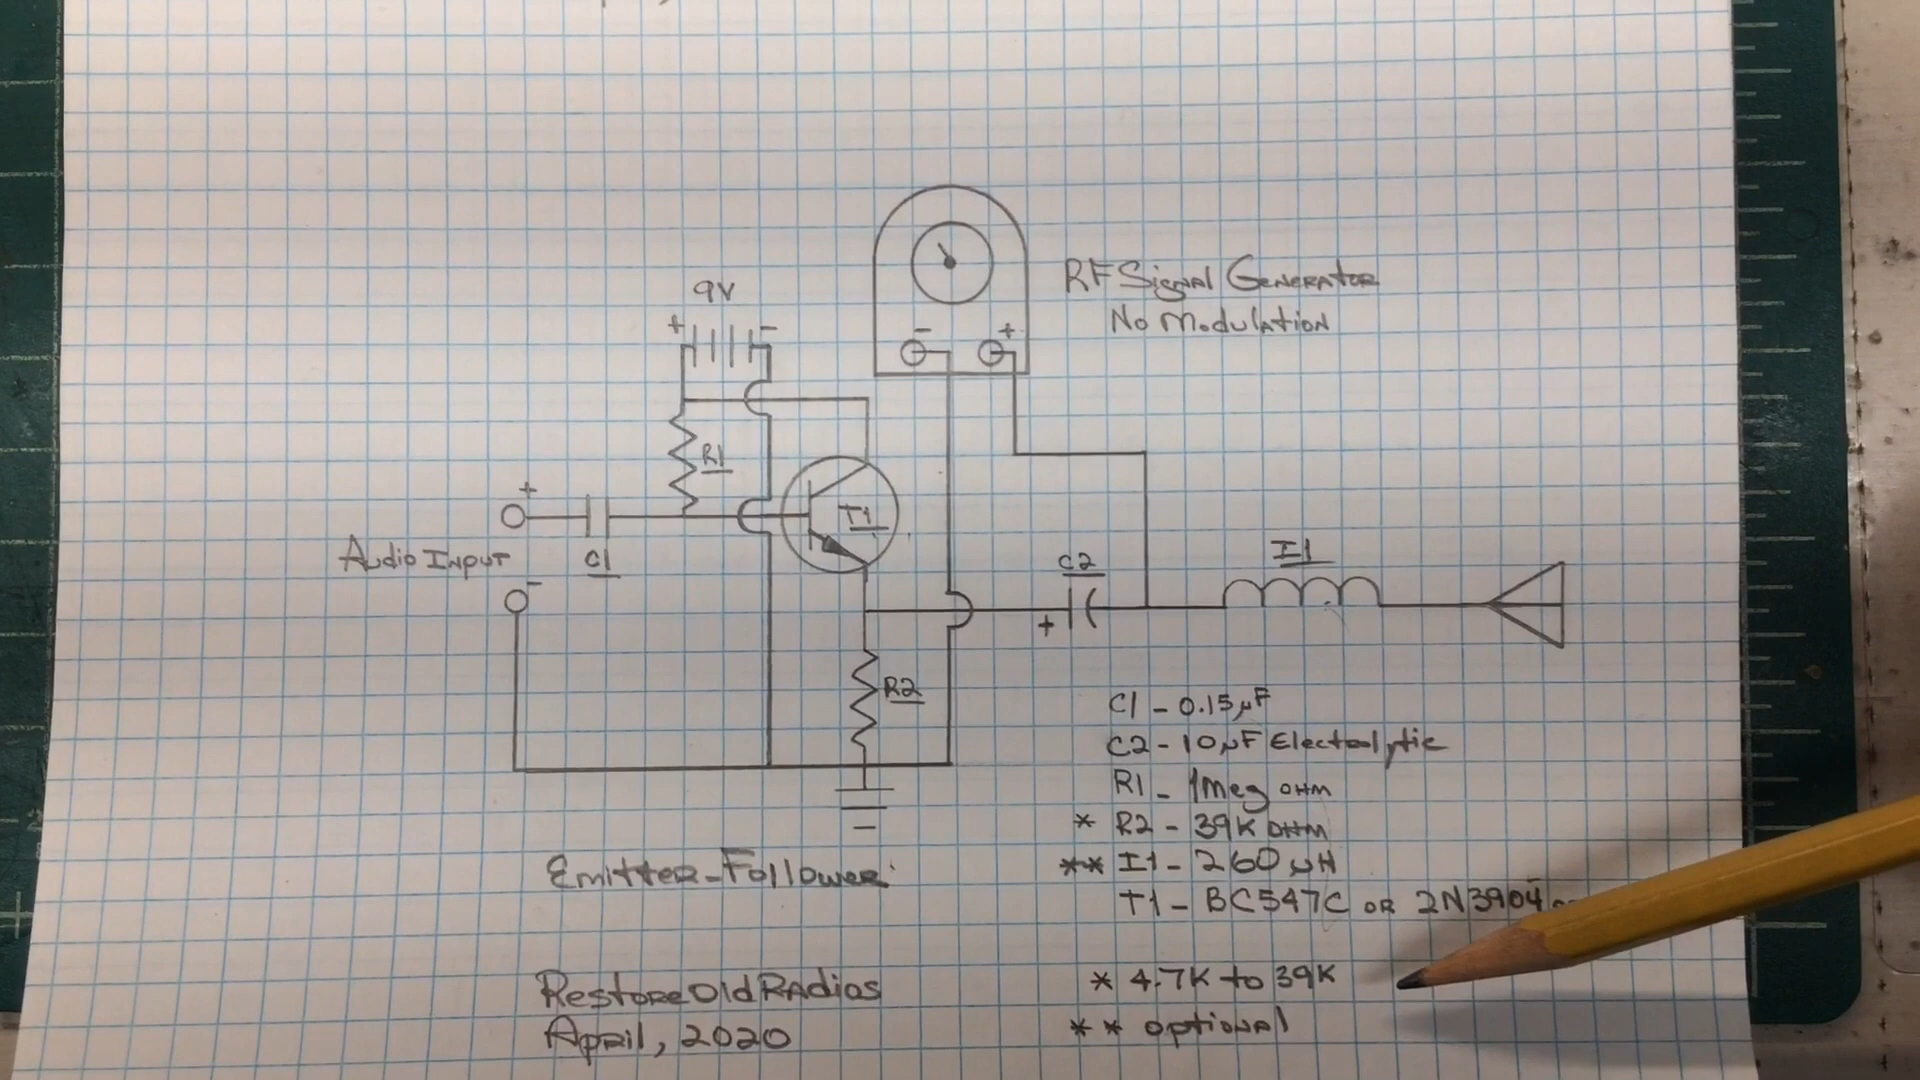 9V
+ -
RF Signal Generator
No Modulation
- +
R1
+
T1
Audio Input
C1
-
C2
I1
+
R2
C1 - 0.15µF
C2 - 10µF Electrolytic
R1 - 1Meg OHM
* R2 - 39K OHM
** I1 - 260 µH
T1 - BC547C OR 2N3904
Emitter-Follower
RestoreOldRadios
April, 2020
* 4.7K to 39K
** optional